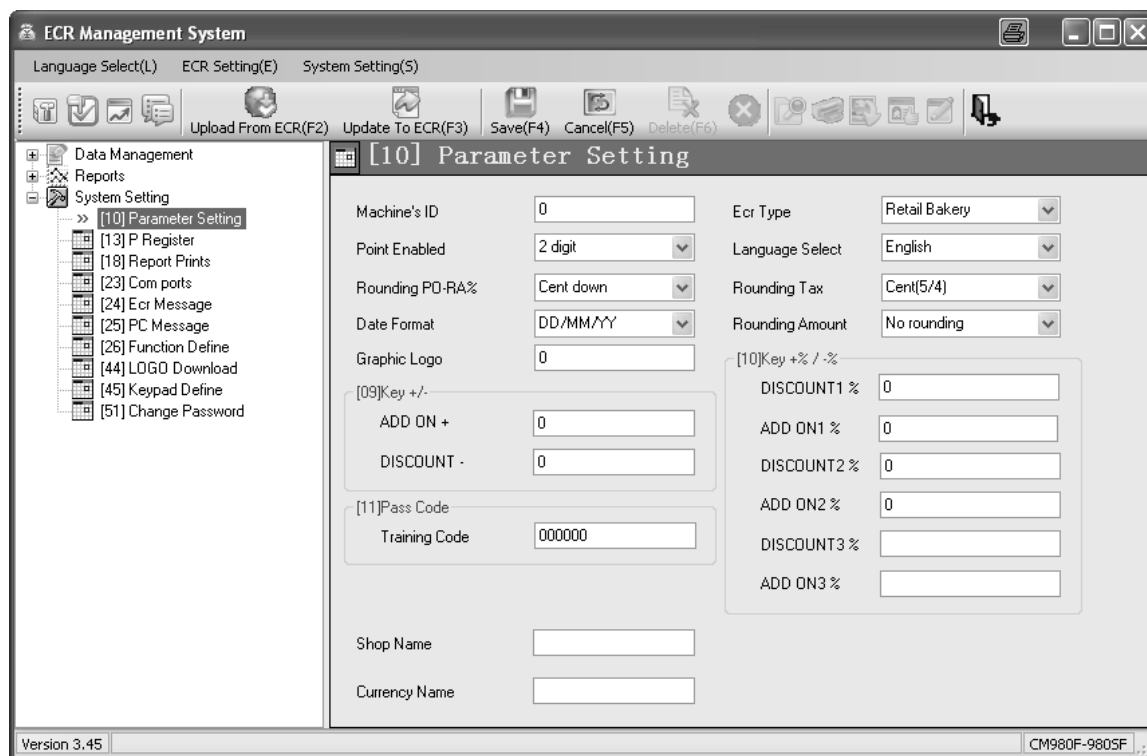 ECR Management System
Language Select(L) ECR Setting(E) System Setting(S)
Upload From ECR(F2) Update To ECR(F3) Save(F4) Cancel(F5) Delete(F6)
Data Management
Reports
System Setting
[10] Parameter Setting
[13] P Register
[18] Report Prints
[23] Com ports
[24] Ecr Message
[25] PC Message
[26] Function Define
[44] LOGO Download
[45] Keypad Define
[51] Change Password
[10] Parameter Setting
Machine's ID 0 Ecr Type Retail Bakery
Point Enabled 2 digit Language Select English
Rounding PO-RA% Cent down Rounding Tax Cent(5/4)
Date Format DD/MM/YY Rounding Amount No rounding
Graphic Logo 0
[09]Key +/-
ADD ON + 0
DISCOUNT - 0
[11]Pass Code
Training Code 000000
[10]Key +% / -%
DISCOUNT1 % 0
ADD ON1 % 0
DISCOUNT2 % 0
ADD ON2 % 0
DISCOUNT3 %
ADD ON3 %
Shop Name
Currency Name
Version 3.45 CM980F-980SF